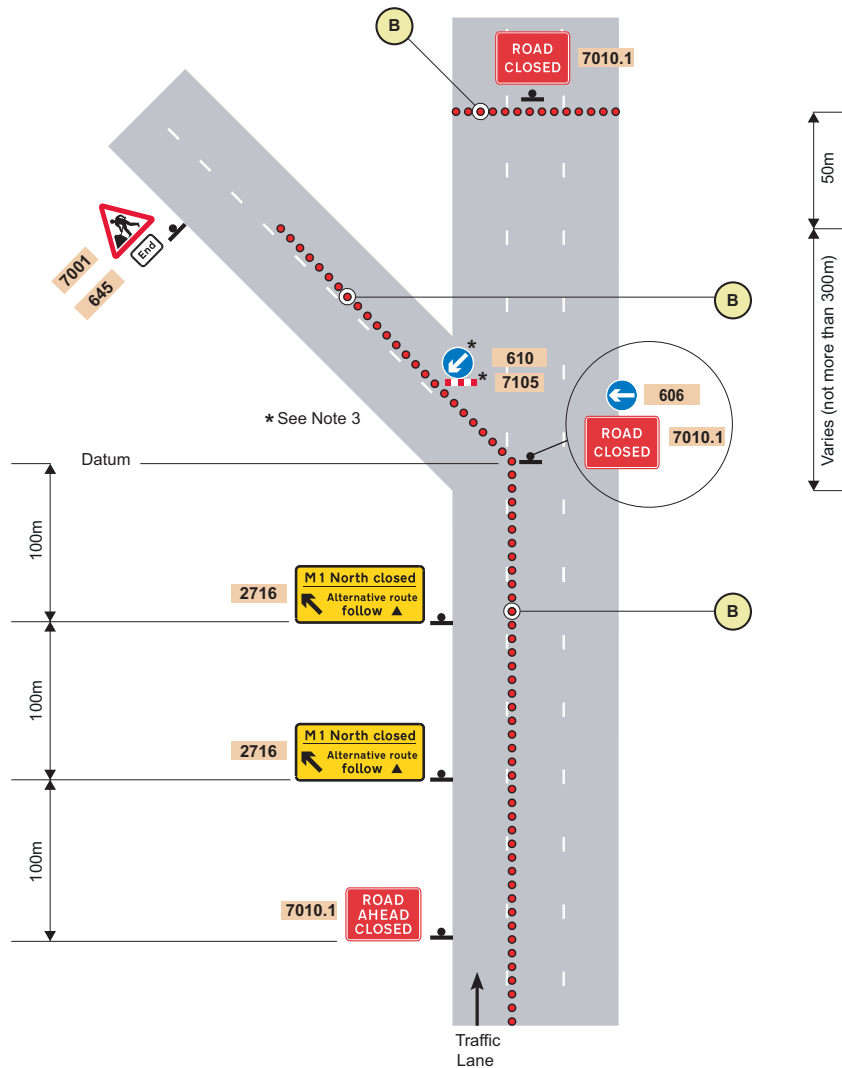 B
ROAD
CLOSED
7010.1
50m
Varies (not more than 300m)
End
7001
645
B
*
610
*
7105
606
ROAD
CLOSED
7010.1
* See Note 3
Datum
100m
2716
M1 North closed
Alternative route
follow ▲
B
100m
2716
M1 North closed
Alternative route
follow ▲
100m
7010.1
ROAD
AHEAD
CLOSED
Traffic
Lane